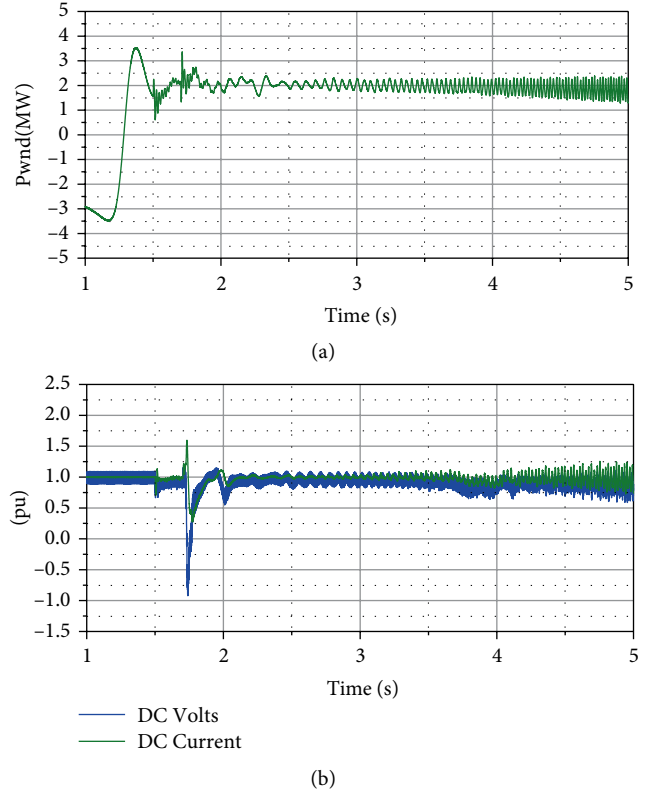 5
4
3
2
1
0
−1
−2
−3
−4
−5
Pwnd(MW)
1 2 3 4 5
Time (s)
(a)
2.5
2.0
1.5
1.0
0.5
0.0
−0.5
−1.0
−1.5
(pu)
1 2 3 4 5
Time (s)
DC Volts
DC Current
(b)